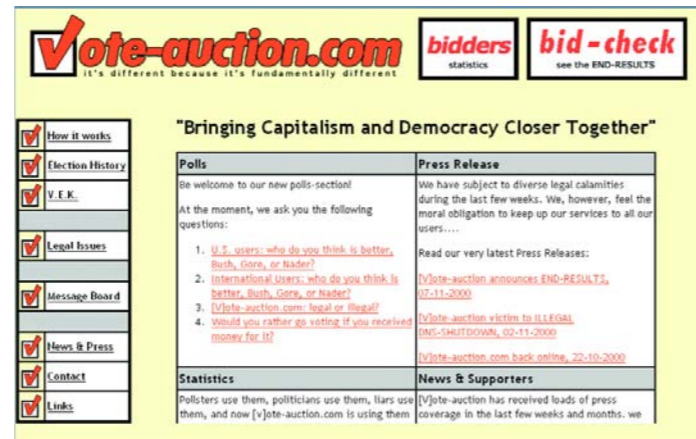 Vote-auction.com
it's different because it's fundamentally different
bidders
statistics
bid-check
see the END-RESULTS
How it works
Election History
V.E.K.
Legal Issues
Message Board
News & Press
Contact
Links
"Bringing Capitalism and Democracy Closer Together"
Polls
Be welcome to our new polls-section!
At the moment, we ask you the following
questions:
1. U.S. users: who do you think is better,
Bush, Gore, or Nader?
2. International Users: who do you think is
better, Bush, Gore, or Nader?
3. [V]ote-auction.com: legal or illegal?
4. Would you rather go voting if you received
money for it?
Press Release
We have subject to diverse legal calamities
during the last few weeks. We, however, feel the
moral obligation to keep up our services to all our
users....
Read our very latest Press Releases:
[V]ote-auction announces END-RESULTS,
07-11-2000
[V]ote-auction victim to ILLEGAL
DNS-SHUTDOWN, 02-11-2000
[V]ote-auction.com back online, 22-10-2000
Statistics
Pollsters use them, politicians use them, liars use
them, and now [v]ote-auction.com is using them
News & Supporters
[V]ote-auction has received loads of press
coverage in the last few weeks and months. we